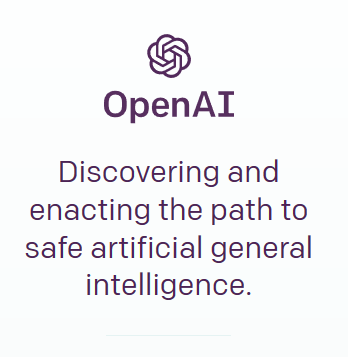 OpenAI
Discovering and
enacting the path to
safe artificial general
intelligence.